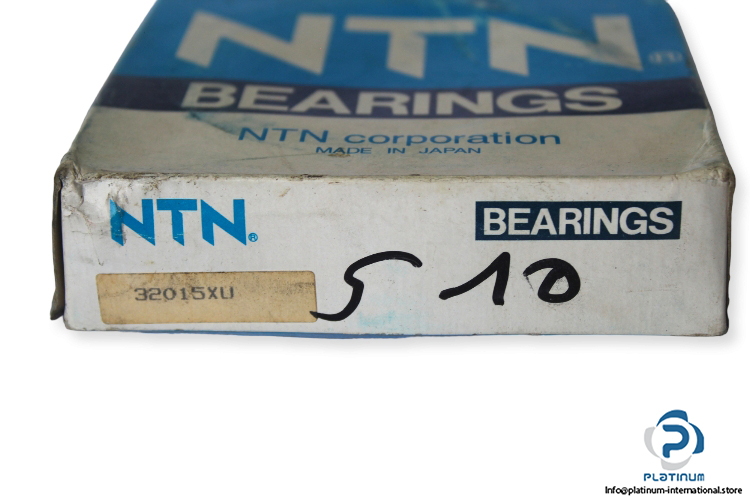 NTN®
BEARINGS
NTN corporation
MADE IN JAPAN
NTN®
BEARINGS
32015XU
5 10
PLATINUM
Info@platinum-international.store